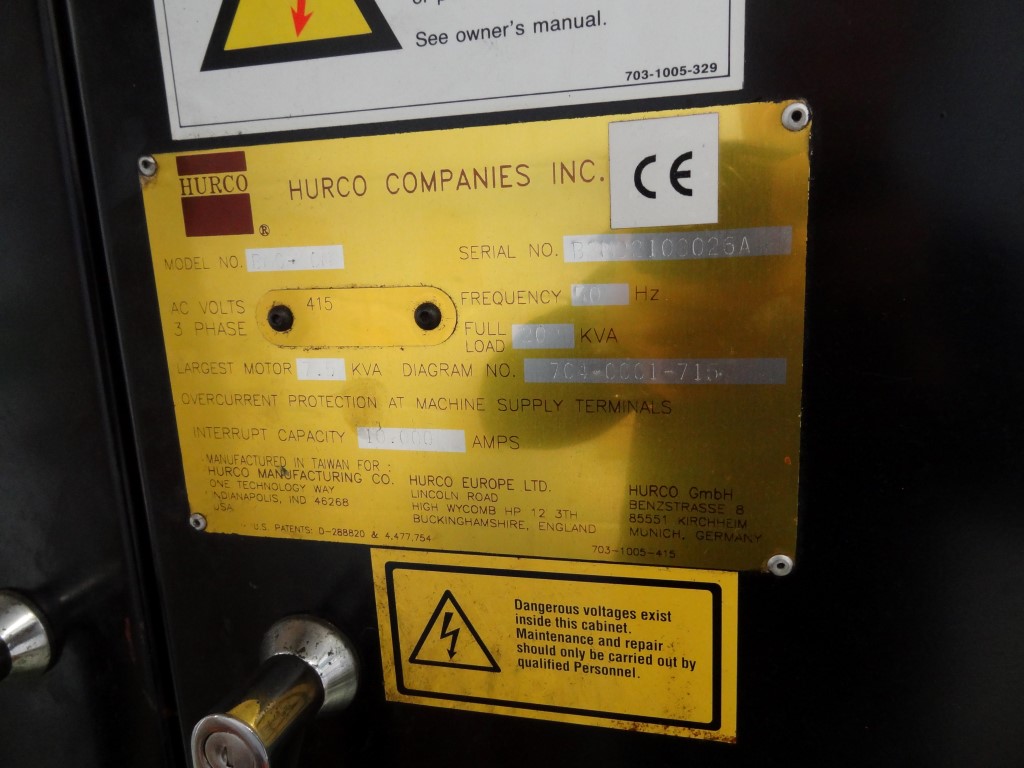 See owner's manual.
703-1005-329
HURCO
®
HURCO COMPANIES INC.
CE
MODEL NO.
SERIAL NO.
AC VOLTS
3 PHASE
415
FREQUENCY Hz
FULL
LOAD KVA
LARGEST MOTOR KVA
DIAGRAM NO.
OVERCURRENT PROTECTION AT MACHINE SUPPLY TERMINALS
INTERRUPT CAPACITY 10,000 AMPS
MANUFACTURED IN TAIWAN FOR :
HURCO MANUFACTURING CO.
ONE TECHNOLOGY WAY
INDIANAPOLIS, IND 46268
USA
HURCO EUROPE LTD.
LINCOLN ROAD
HIGH WYCOMB HP 12 3TH
BUCKINGHAMSHIRE, ENGLAND
HURCO GmbH
BENZSTRASSE 8
85551 KIRCHHEIM
MUNICH, GERMANY
U.S. PATENTS: D-288820 & 4,477,754
703-1005-415
Dangerous voltages exist
inside this cabinet.
Maintenance and repair
should only be carried out by
qualified Personnel.